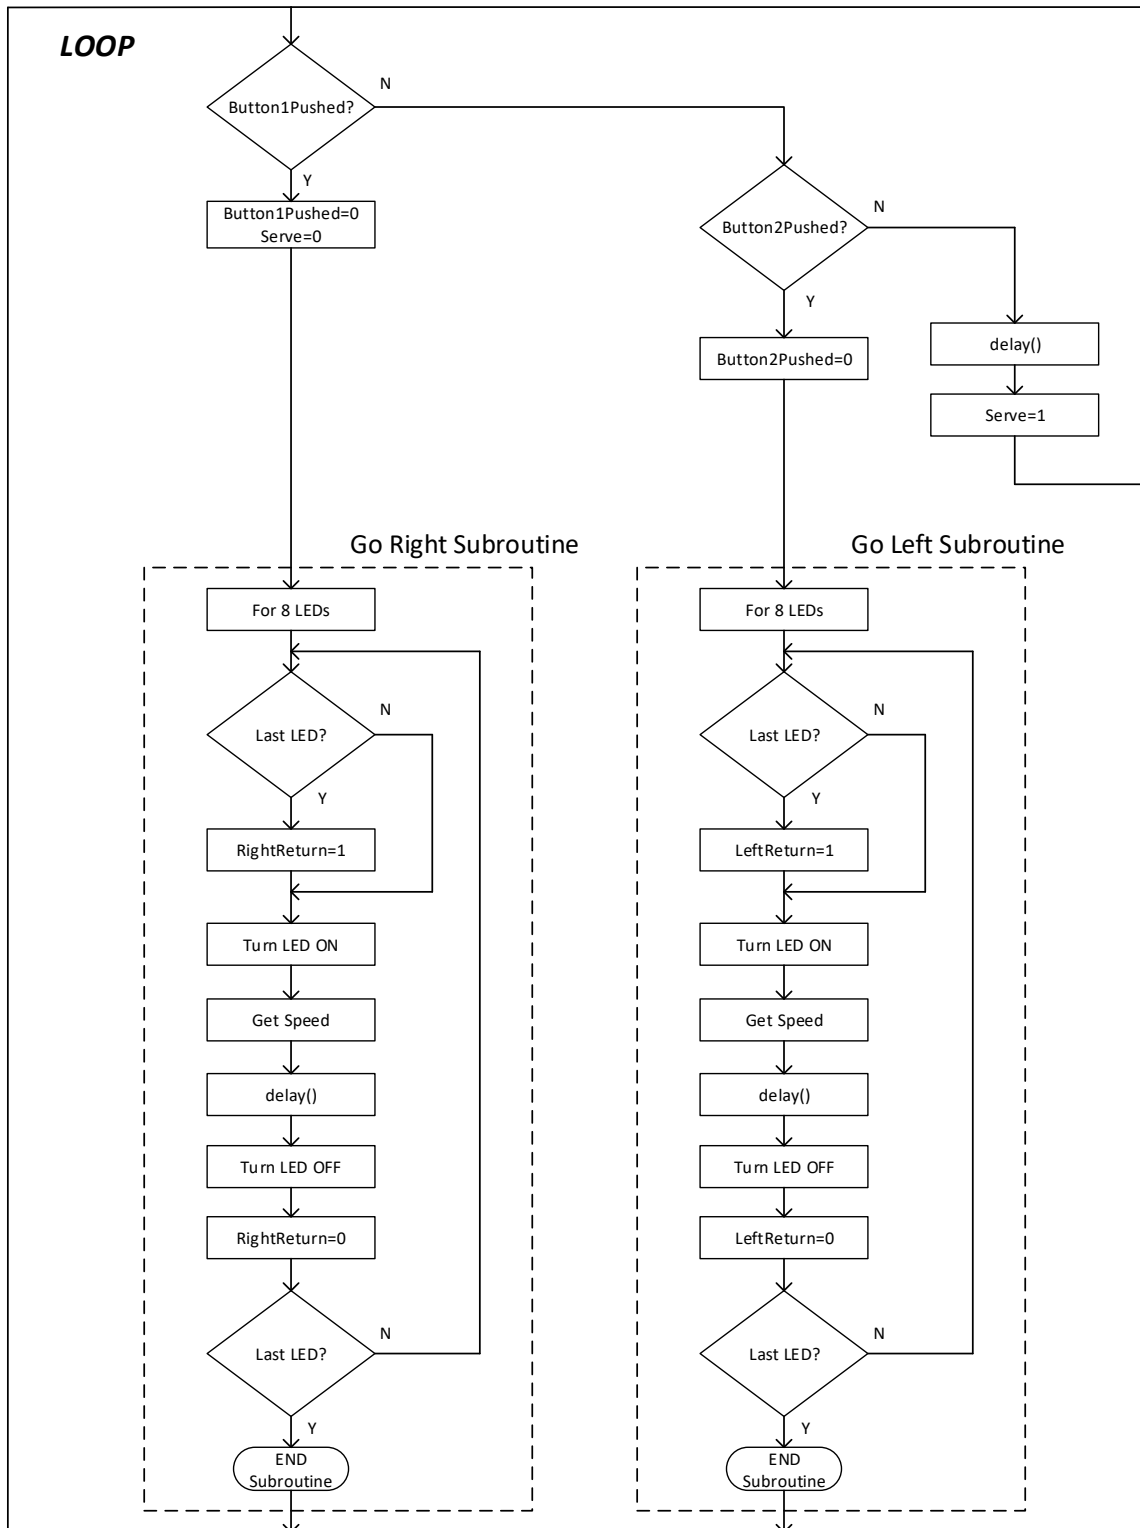 LOOP
N
Button1Pushed?
Y
Button1Pushed=0
Serve=0
N
Button2Pushed?
Y
Button2Pushed=0
delay()
Serve=1
Go Right Subroutine
For 8 LEDs
N
Last LED?
Y
RightReturn=1
Turn LED ON
Get Speed
delay()
Turn LED OFF
RightReturn=0
N
Last LED?
Y
END
Subroutine
Go Left Subroutine
For 8 LEDs
N
Last LED?
Y
LeftReturn=1
Turn LED ON
Get Speed
delay()
Turn LED OFF
LeftReturn=0
N
Last LED?
Y
END
Subroutine